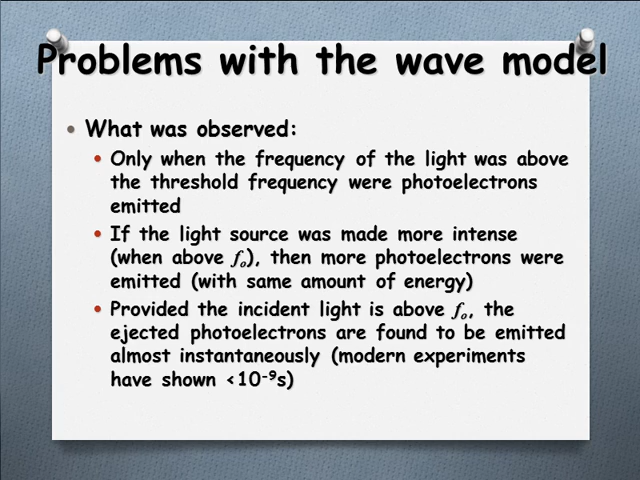 Problems with the wave model
• What was observed:
• Only when the frequency of the light was above
the threshold frequency were photoelectrons
emitted
• If the light source was made more intense
(when above fₒ), then more photoelectrons were
emitted (with same amount of energy)
• Provided the incident light is above fₒ, the
ejected photoelectrons are found to be emitted
almost instantaneously (modern experiments
have shown <10⁻⁹s)